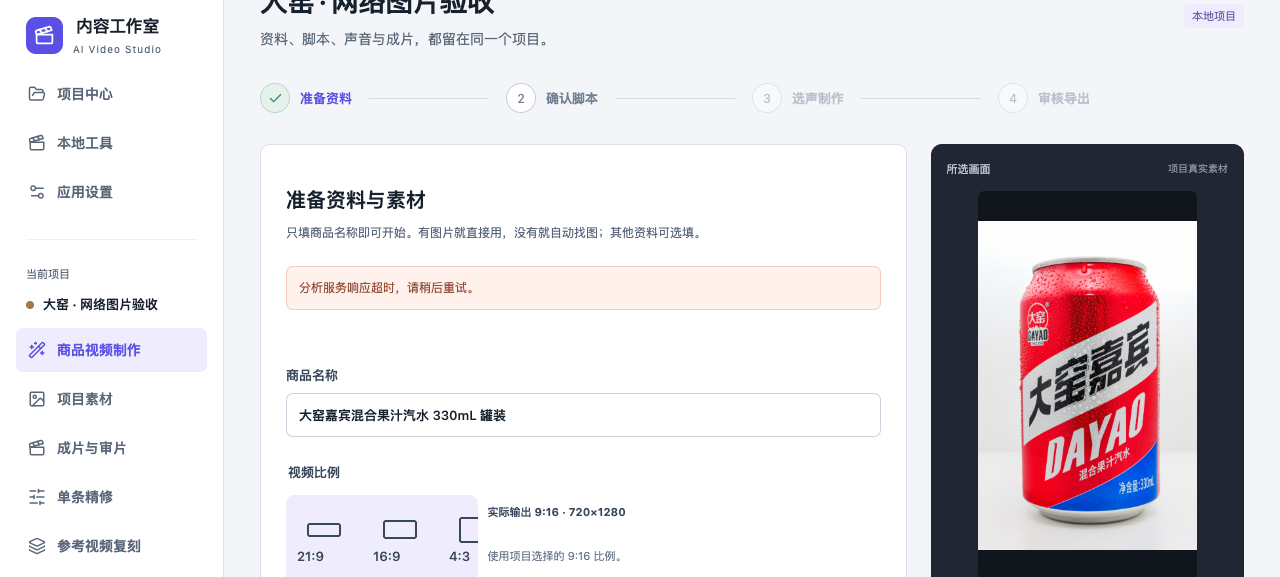 内容工作室
AI Video Studio
项目中心
本地工具
应用设置
当前项目
大窑 · 网络图片验收
商品视频制作
项目素材
成片与审片
单条精修
参考视频复刻
大窑 · 网络图片验收
本地项目
资料、脚本、声音与成片，都留在同一个项目。
准备资料
2 确认脚本
3 选声制作
4 审核导出
准备资料与素材
只填商品名称即可开始。有图片就直接用，没有就自动找图；其他资料可选填。
分析服务响应超时，请稍后重试。
商品名称
大窑嘉宾混合果汁汽水 330mL 罐装
视频比例
21:9
16:9
4:3
实际输出 9:16 · 720×1280
使用项目选择的 9:16 比例。
所选画面
项目真实素材
大窑
DAYAO
大窑嘉宾
DAYAO
混合果汁汽水
净含量:330mL